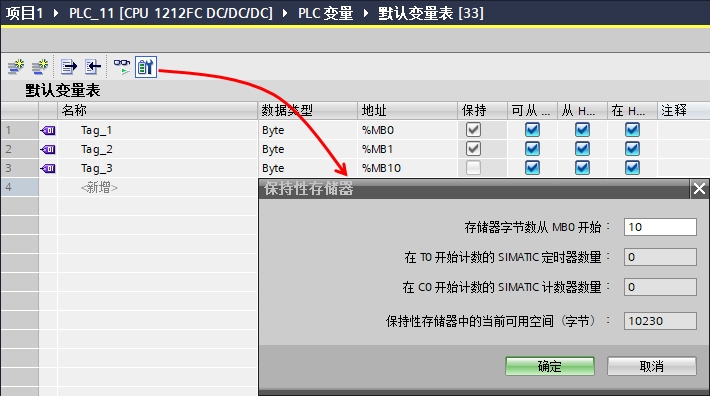 项目1 ▸ PLC_11 [CPU 1212FC DC/DC/DC] ▸ PLC 变量 ▸ 默认变量表 [33]
默认变量表
名称 数据类型 地址 保持 可从 ... 从 H... 在 H... 注释
1 Tag_1 Byte %MB0
2 Tag_2 Byte %MB1
3 Tag_3 Byte %MB10
4 <新增>
保持性存储器
存储器字节数从 MB0 开始： 10
在 T0 开始计数的 SIMATIC 定时器数量： 0
在 C0 开始计数的 SIMATIC 计数器数量： 0
保持性存储器中的当前可用空间（字节）： 10230
确定 取消